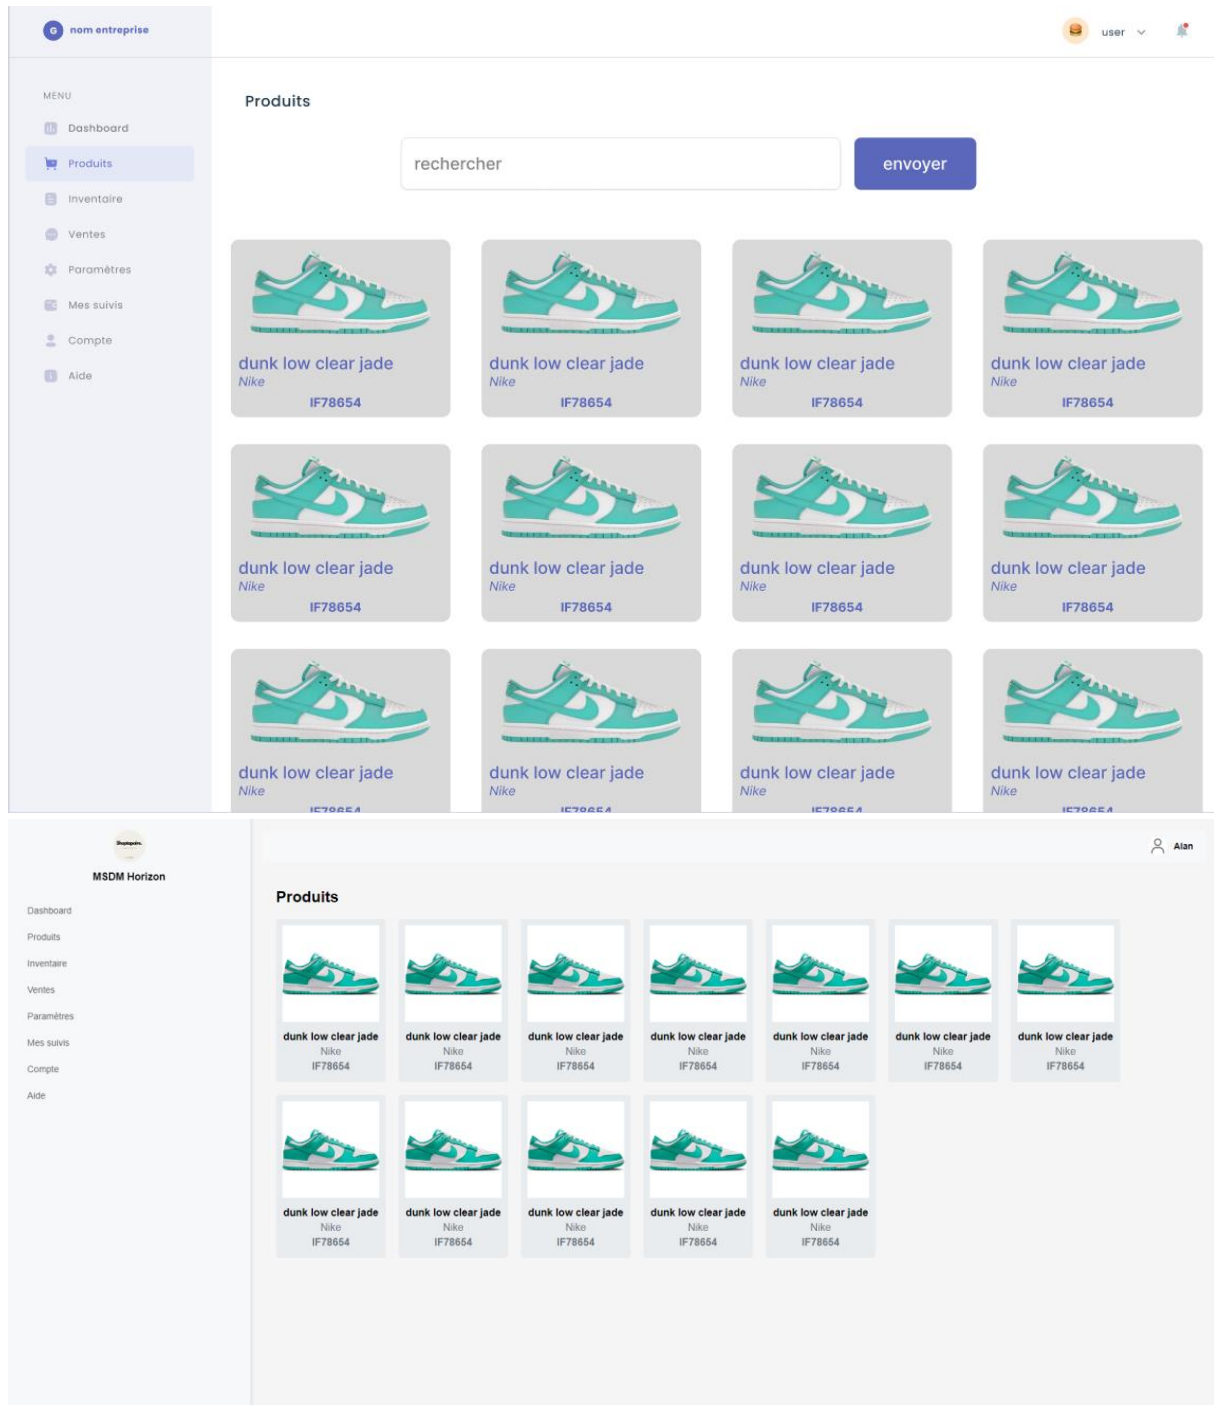 G nom entreprise
user
MENU
Dashboard
Produits
Inventaire
Ventes
Paramètres
Mes suivis
Compte
Aide
Produits
rechercher envoyer
dunk low clear jade dunk low clear jade dunk low clear jade dunk low clear jade
Nike Nike Nike Nike
IF78654 IF78654 IF78654 IF78654
dunk low clear jade dunk low clear jade dunk low clear jade dunk low clear jade
Nike Nike Nike Nike
IF78654 IF78654 IF78654 IF78654
dunk low clear jade dunk low clear jade dunk low clear jade dunk low clear jade
Nike Nike Nike Nike
IF78654 IF78654 IF78654 IF78654
MSDM Horizon
Alan
Dashboard
Produits
Inventaire
Ventes
Paramètres
Mes suivis
Compte
Aide
Produits
dunk low clear jade dunk low clear jade dunk low clear jade dunk low clear jade dunk low clear jade dunk low clear jade dunk low clear jade
Nike Nike Nike Nike Nike Nike Nike
IF78654 IF78654 IF78654 IF78654 IF78654 IF78654 IF78654
dunk low clear jade dunk low clear jade dunk low clear jade dunk low clear jade dunk low clear jade
Nike Nike Nike Nike Nike
IF78654 IF78654 IF78654 IF78654 IF78654